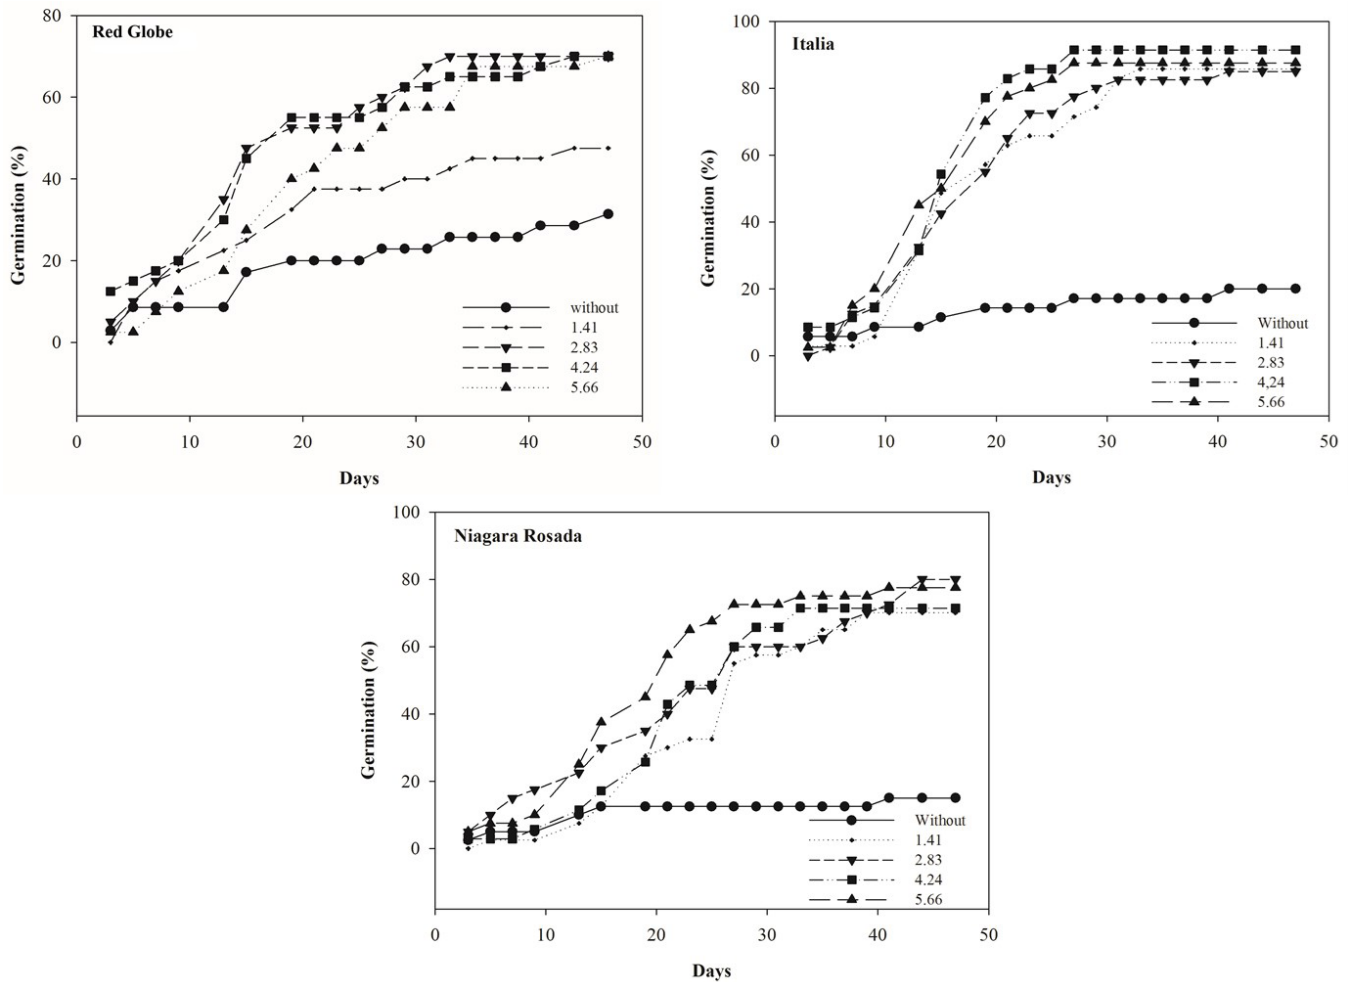 Red Globe
80
60
40
20
0
Germination (%)
without
1.41
2.83
4.24
5.66
0 10 20 30 40 50
Days
Italia
100
80
60
40
20
0
Germination (%)
Without
1.41
2.83
4,24
5.66
0 10 20 30 40 50
Days
Niagara Rosada
100
80
60
40
20
0
Germination (%)
Without
1.41
2.83
4.24
5.66
0 10 20 30 40 50
Days